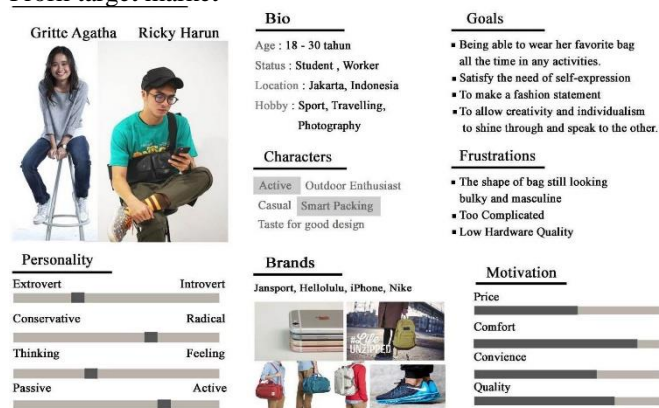 From target market
Gritte Agatha Ricky Harun
Bio
Age : 18 - 30 tahun
Status : Student , Worker
Location : Jakarta, Indonesia
Hobby : Sport, Travelling,
Photography
Goals
▪ Being able to wear her favorite bag
all the time in any activities.
▪ Satisfy the need of self-expression
▪ To make a fashion statement
▪ To allow creativity and individualism
to shine through and speak to the other.
Characters
Active Outdoor Enthusiast
Casual Smart Packing
Taste for good design
Frustrations
▪ The shape of bag still looking
bulky and masculine
▪ Too Complicated
▪ Low Hardware Quality
Personality
Extrovert Introvert
Conservative Radical
Thinking Feeling
Passive Active
Brands
Jansport, Hellolulu, iPhone, Nike
#Life
UNZIPPED
Motivation
Price
Comfort
Convience
Quality